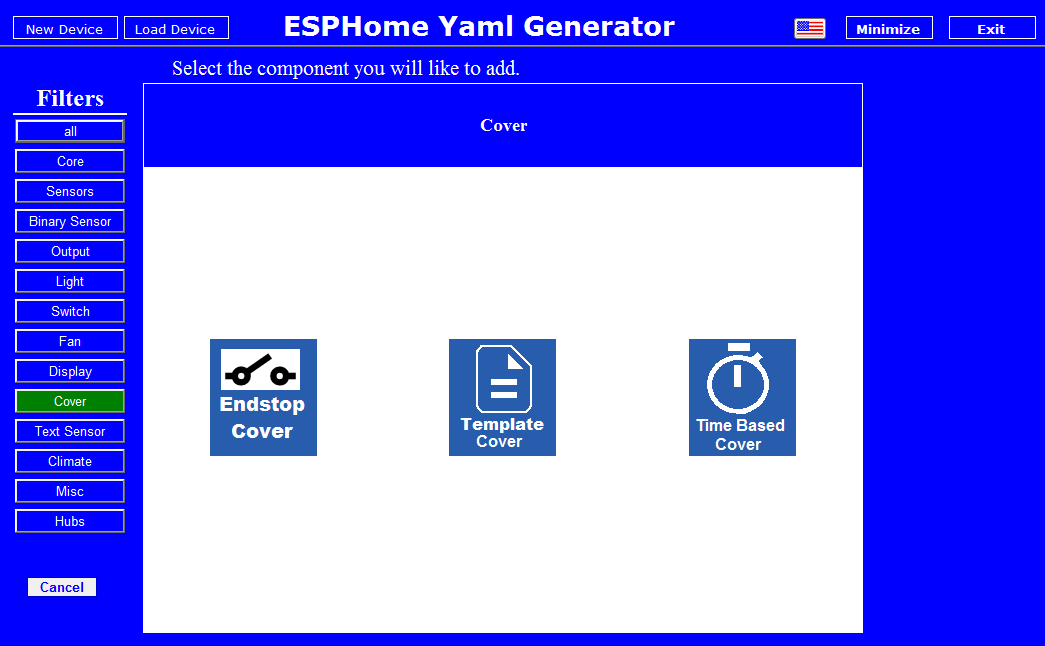 New Device
Load Device
ESPHome Yaml Generator
Minimize
Exit
Select the component you will like to add.
Filters
all
Core
Sensors
Binary Sensor
Output
Light
Switch
Fan
Display
Cover
Text Sensor
Climate
Misc
Hubs
Cancel
Cover
Endstop
Cover
Template
Cover
Time Based
Cover